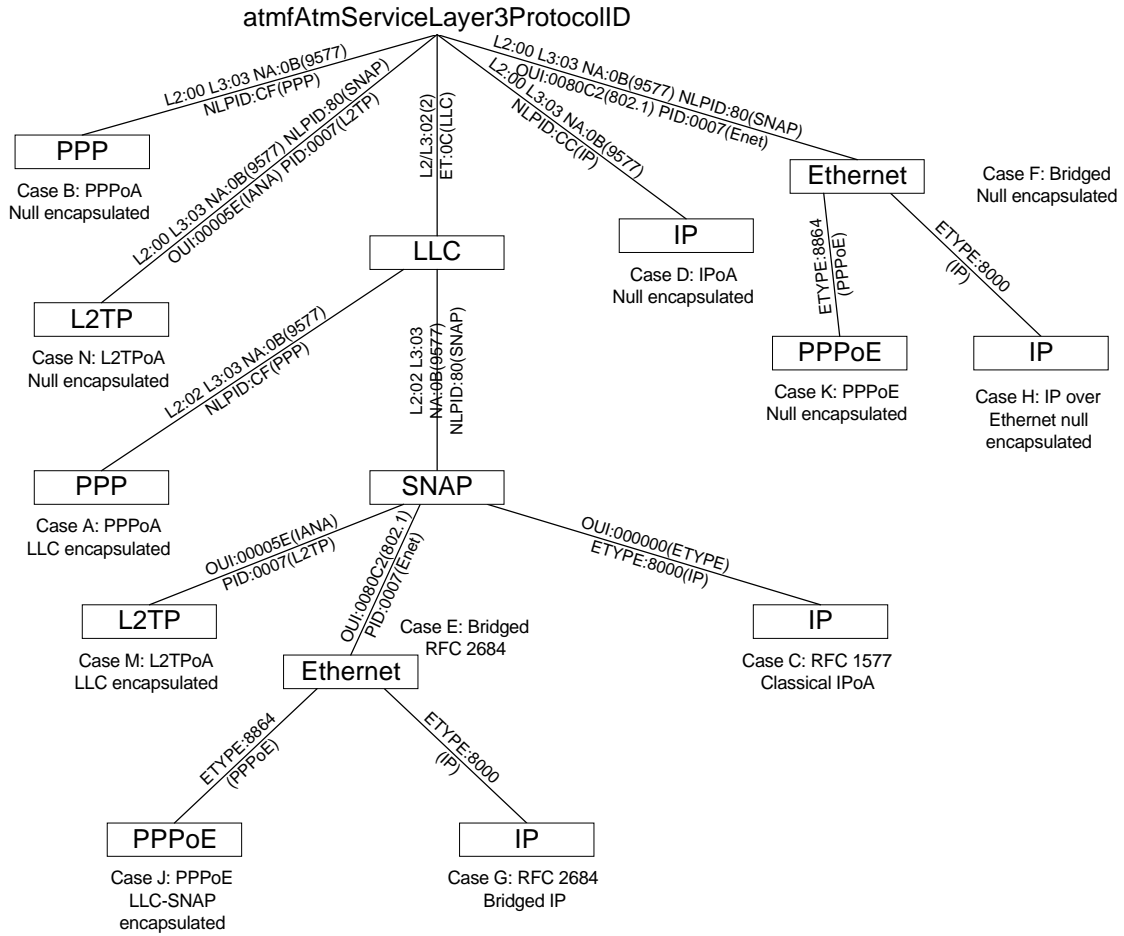 atmfAtmServiceLayer3ProtocolID
L2:00 L3:03 NA:0B(9577)
NLPID:CF(PPP)
L2:00 L3:03 NA:0B(9577) NLPID:80(SNAP)
OUI:00005E(IANA) PID:0007(L2TP)
L2/L3:02(2)
ET:0C(LLC)
L2:00 L3:03 NA:0B(9577)
NLPID:CC(IP)
L2:00 L3:03 NA:0B(9577) NLPID:80(SNAP)
OUI:0080C2(802.1) PID:0007(Enet)
PPP
Case B: PPPoA
Null encapsulated
Ethernet
Case F: Bridged
Null encapsulated
LLC
IP
Case D: IPoA
Null encapsulated
ETYPE:8864
(PPPoE)
ETYPE:8000
(IP)
L2TP
Case N: L2TPoA
Null encapsulated
L2:02 L3:03 NA:0B(9577)
NLPID:CF(PPP)
L2:02 L3:03
NA:0B(9577)
NLPID:80(SNAP)
PPPoE
Case K: PPPoE
Null encapsulated
IP
Case H: IP over
Ethernet null
encapsulated
PPP
Case A: PPPoA
LLC encapsulated
SNAP
OUI:00005E(IANA)
PID:0007(L2TP)
OUI:0080C2(802.1)
PID:0007(Enet)
OUI:000000(ETYPE)
ETYPE:8000(IP)
L2TP
Case M: L2TPoA
LLC encapsulated
Case E: Bridged
RFC 2684
Ethernet
IP
Case C: RFC 1577
Classical IPoA
ETYPE:8864
(PPPoE)
ETYPE:8000
(IP)
PPPoE
Case J: PPPoE
LLC-SNAP
encapsulated
IP
Case G: RFC 2684
Bridged IP